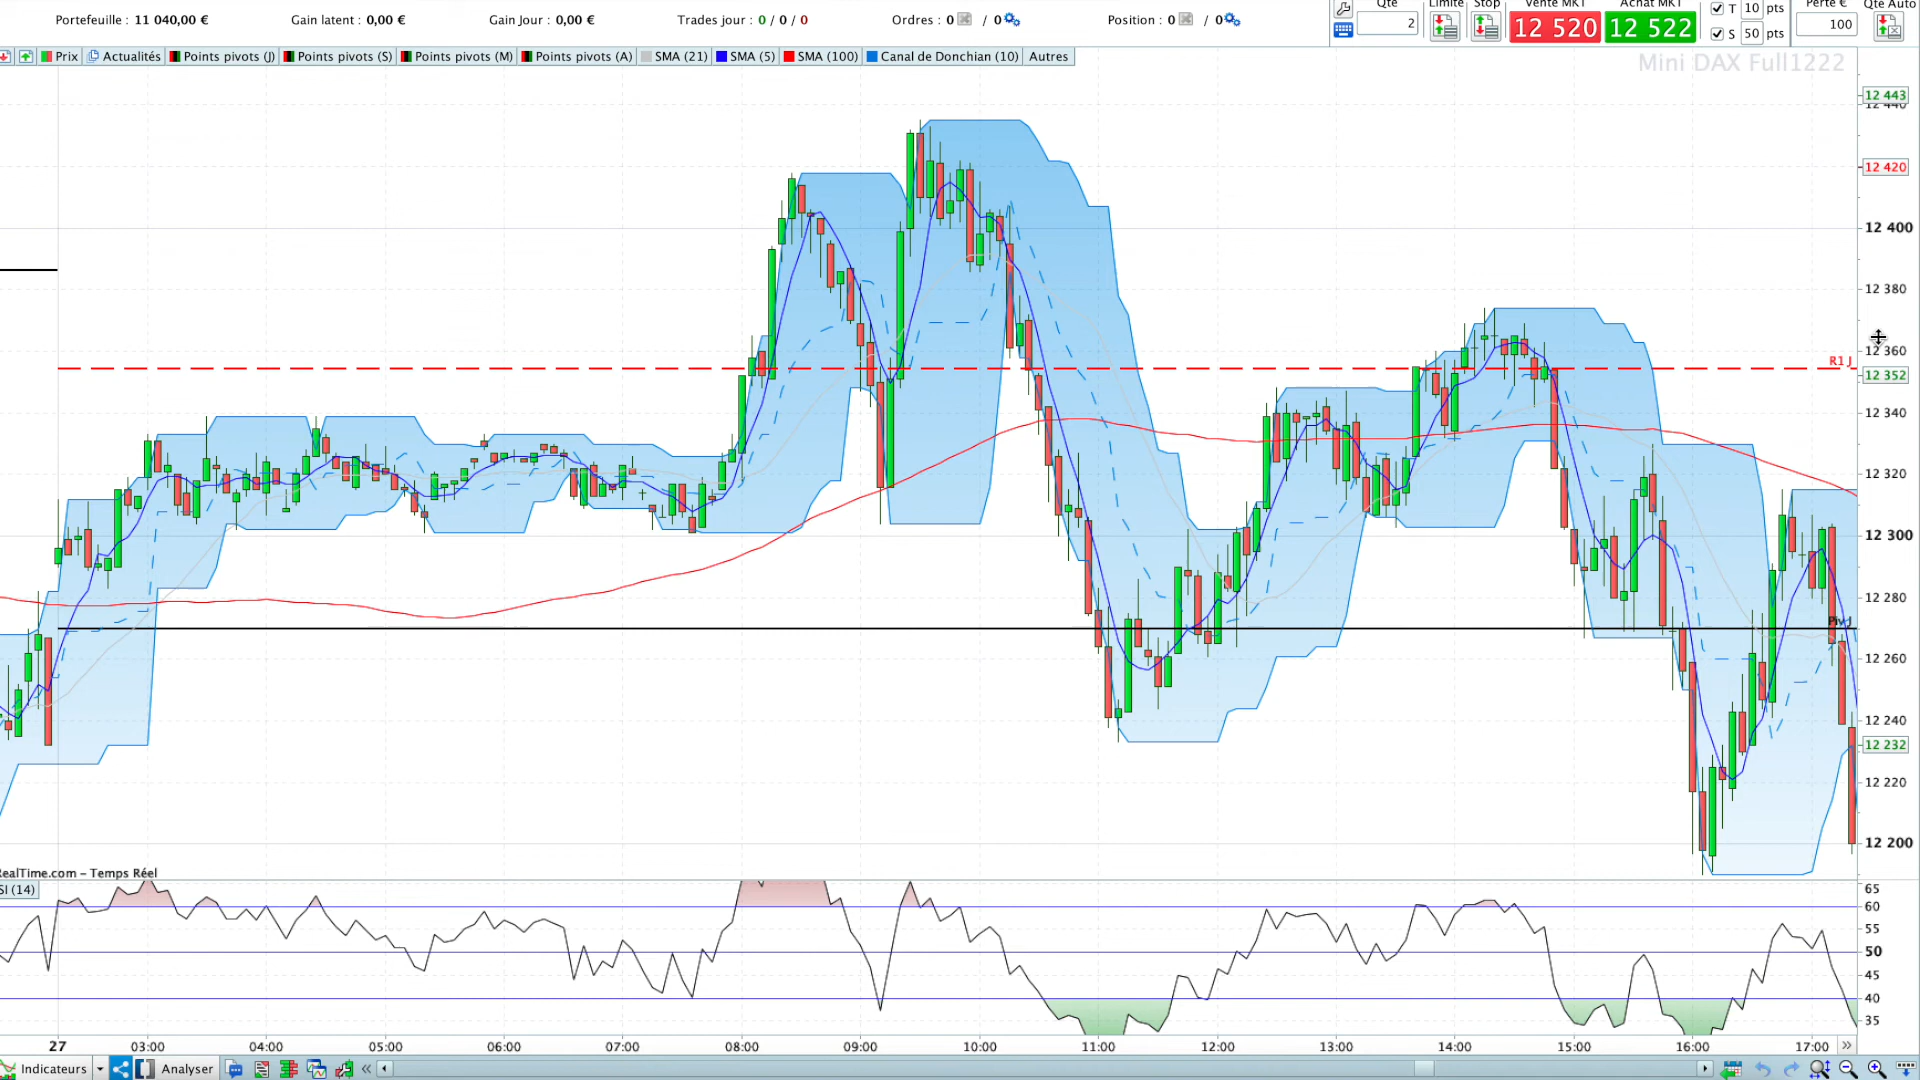 Portefeuille : 11 040,00 € Gain latent : 0,00 € Gain Jour : 0,00 € Trades jour : 0 / 0 / 0 Ordres : 0 / 0 Position : 0 / 0
Qte Limite Stop Vente MKT Achat MKT T 10 pts Perte € Qte Auto
2 12 520 12 522 S 50 pts 100
Prix Actualités Points pivots (J) Points pivots (S) Points pivots (M) Points pivots (A) SMA (21) SMA (5) SMA (100) Canal de Donchian (10) Autres
Mini DAX Full1222
12 443
12 440
12 420
12 400
12 380
12 360
R1 J
12 352
12 340
12 320
12 300
12 280
Piv J
12 260
12 240
12 232
12 220
12 200
RealTime.com – Temps Réel
SI (14)
65
60
55
50
45
40
35
27 03:00 04:00 05:00 06:00 07:00 08:00 09:00 10:00 11:00 12:00 13:00 14:00 15:00 16:00 17:00 »
Indicateurs Analyser «